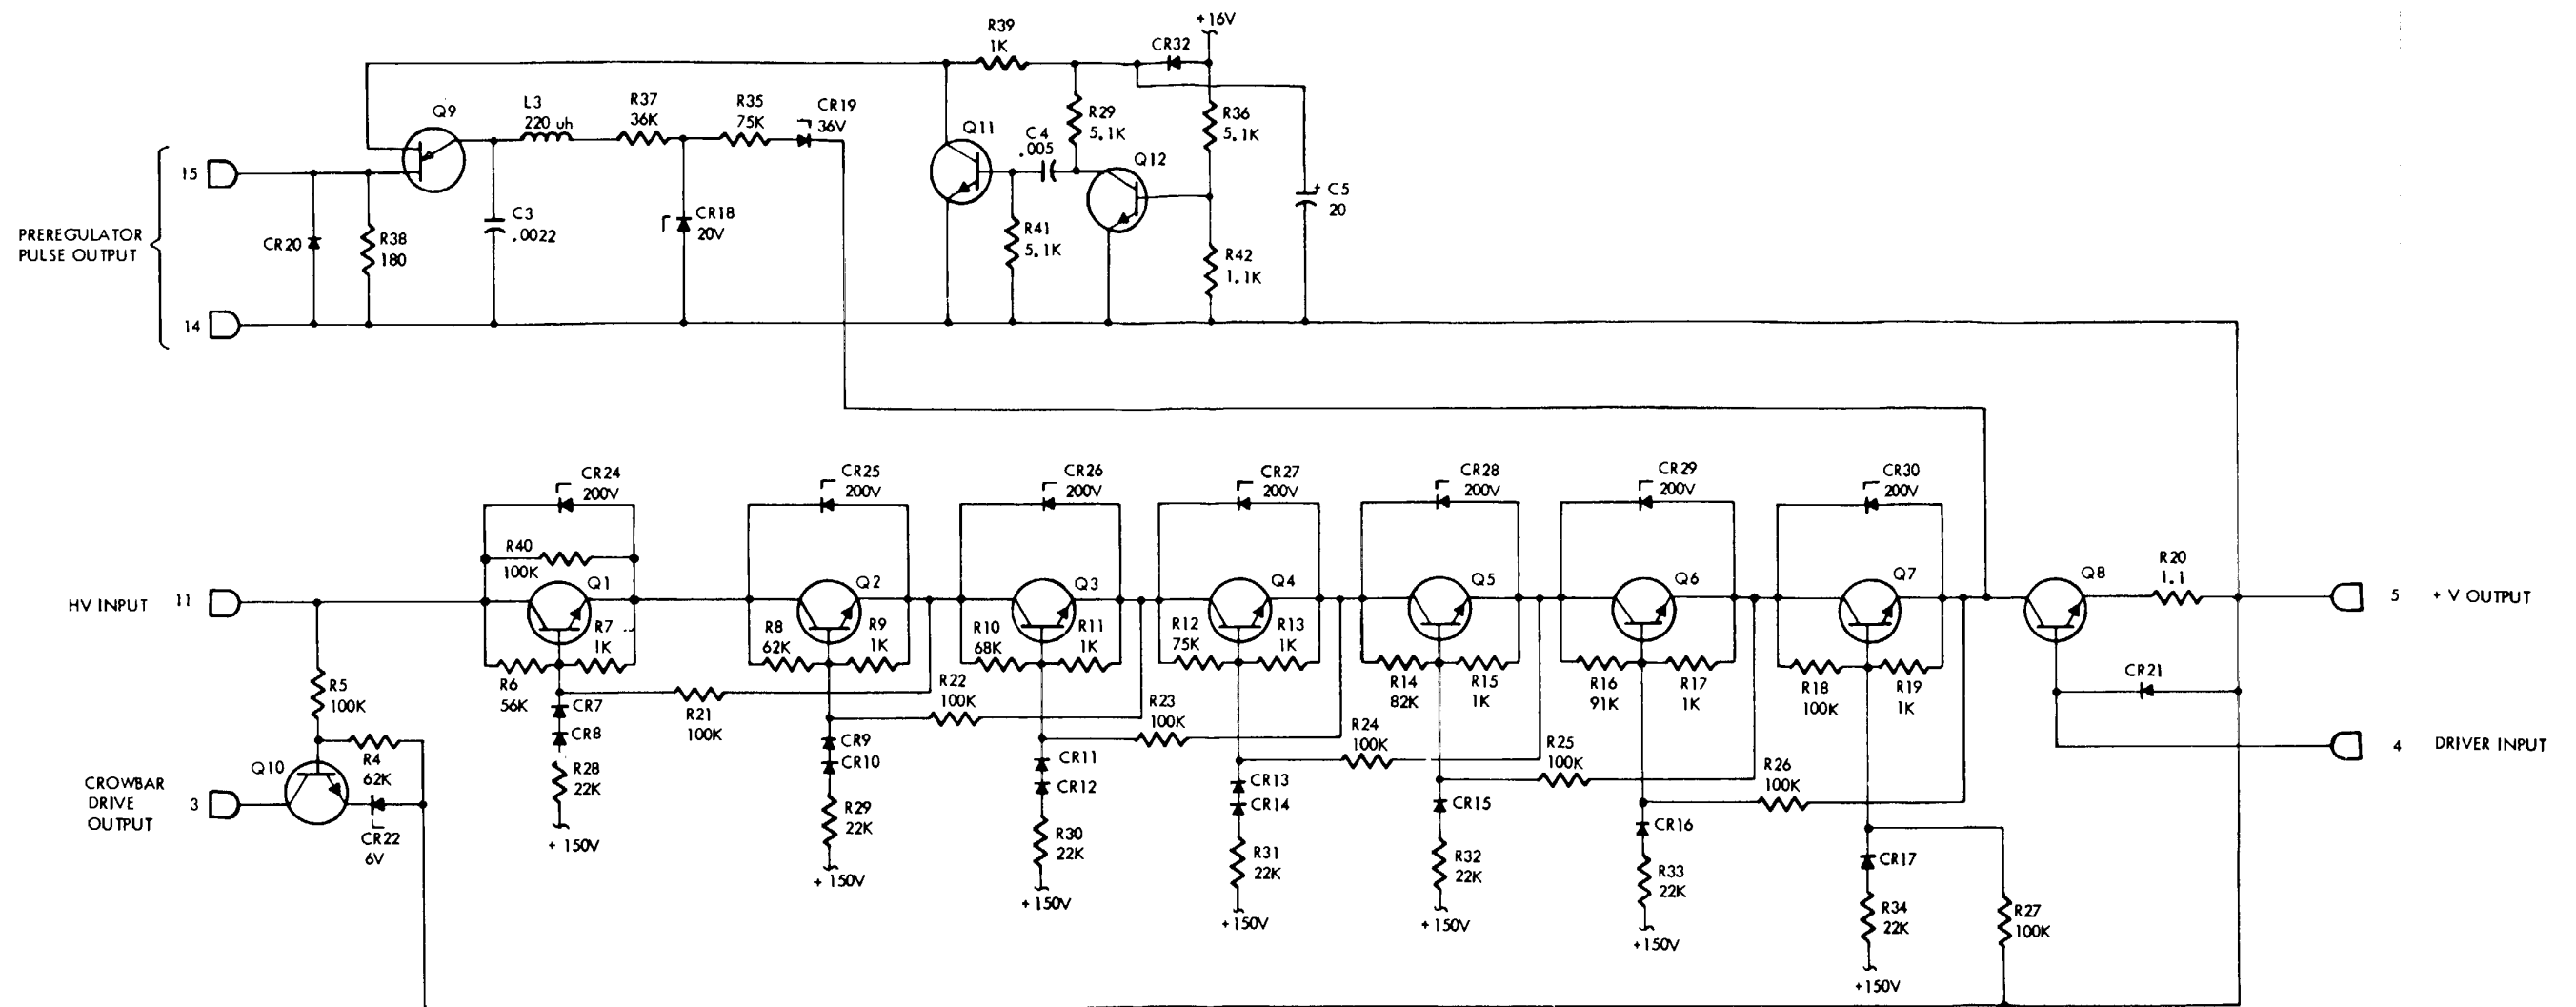 +16V
R39
1K
CR32
Q9
L3
220 uh
R37
36K
R35
75K
CR19
36V
Q11
C4
.005
R29
5.1K
R36
5.1K
Q12
15
PREREGULATOR
PULSE OUTPUT
CR20
R38
180
C3
.0022
CR18
20V
R41
5.1K
R42
1.1K
+ C5
20
14
CR24
200V
CR25
200V
CR26
200V
CR27
200V
CR28
200V
CR29
200V
CR30
200V
R40
100K
HV INPUT 11
Q1
Q2
Q3
Q4
Q5
Q6
Q7
Q8
R20
1.1
5 + V OUTPUT
R6
56K
R7
1K
R8
62K
R9
1K
R10
68K
R11
1K
R12
75K
R13
1K
R14
82K
R15
1K
R16
91K
R17
1K
R18
100K
R19
1K
CR21
4 DRIVER INPUT
R5
100K
R4
62K
Q10
CROWBAR
DRIVE
OUTPUT
3
CR22
6V
CR7
CR8
R28
22K
+ 150V
R21
100K
CR9
CR10
R29
22K
+ 150V
R22
100K
CR11
CR12
R30
22K
+150V
R23
100K
CR13
CR14
R31
22K
+150V
R24
100K
CR15
R32
22K
+150V
R25
100K
CR16
R33
22K
+150V
R26
100K
CR17
R34
22K
+150V
R27
100K